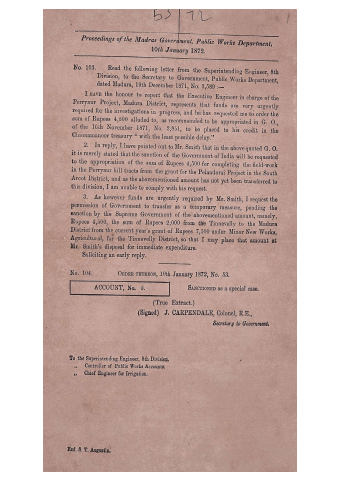 53/72
1
Proceedings of the Madras Government, Public Works Department,
10th January 1872.
No. 103. Read the following letter from the Superintending Engineer, 8th
Division, to the Secretary to Government, Public Works Department,
dated Madura, 19th December 1871, No. 3,580 :—
I have the honour to report that the Executive Engineer in charge of the
Perryaur Project, Madura District, represents that funds are very urgently
required for the investigations in progress, and he has requested me to order the
sum of Rupees 4,500 allotted to, as recommended to be appropriated in G. O.,
of the 10th November 1871, No. 2,951, to be placed to his credit in the
treasury " with the least possible delay."
2. In reply, I have pointed out to Mr. Smith that in the above-quoted G. O.
it is merely stated that the sanction of the Government of India will be requested
to the appropriation of the sum of Rupees 4,500 for completing the field-work
in the Perryaur hill tracts from the grant for the Pelandorai Project in the South
Arcot District, and as the abovementioned amount has not yet been transferred to
this division, I am unable to comply with his request.
3. As however funds are urgently required by Mr. Smith, I request the
permission of Government to transfer as a temporary measure, pending the
sanction by the Supreme Government of the abovementioned amount, namely,
Rupees 4,500, the sum of Rupees 2,000 from the Tinnevelly to the Madura
District from the current year's grant of Rupees 7,500 under Minor New Works,
Agricultural, for the Tinnevelly District, so that I may place that amount at
Mr. Smith's disposal for immediate expenditure.
Soliciting an early reply.
No. 104. ORDER THEREON, 10th January 1872, No. 53.
ACCOUNT, No. 5. SANCTIONED as a special case.
(True Extract.)
(Signed) J. CARPENDALE, Colonel, R.E.,
Secretary to Government.
To the Superintending Engineer, 8th Division.
„ Controller of Public Works Accounts.
„ Chief Engineer for Irrigation.
Exd. S. T. Augustin.